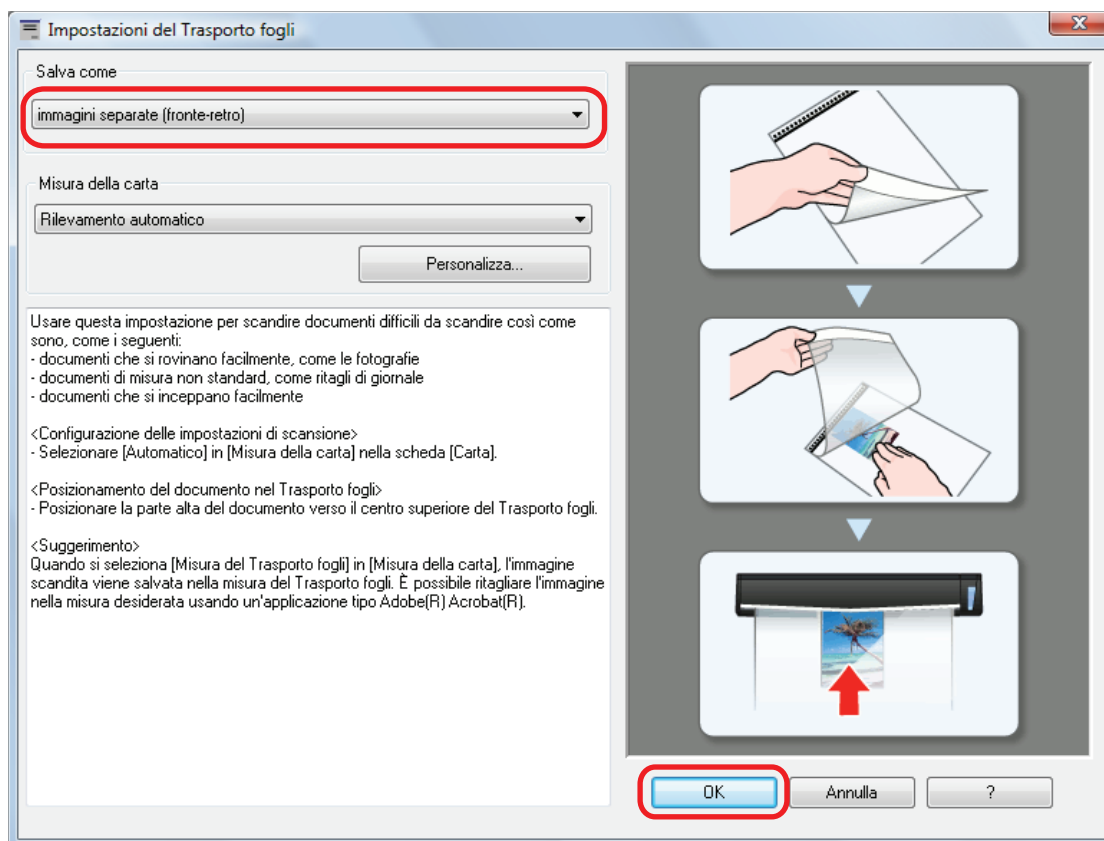 Impostazioni del Trasporto fogli
Salva come
immagini separate (fronte-retro)
Misura della carta
Rilevamento automatico
Personalizza...
Usare questa impostazione per scandire documenti difficili da scandire così come
sono, come i seguenti:
- documenti che si rovinano facilmente, come le fotografie
- documenti di misura non standard, come ritagli di giornale
- documenti che si inceppano facilmente
<Configurazione delle impostazioni di scansione>
- Selezionare [Automatico] in [Misura della carta] nella scheda [Carta].
<Posizionamento del documento nel Trasporto fogli>
- Posizionare la parte alta del documento verso il centro superiore del Trasporto fogli.
<Suggerimento>
Quando si seleziona [Misura del Trasporto fogli] in [Misura della carta], l'immagine
scandita viene salvata nella misura del Trasporto fogli. È possibile ritagliare l'immagine
nella misura desiderata usando un'applicazione tipo Adobe(R) Acrobat(R).
OK
Annulla
?